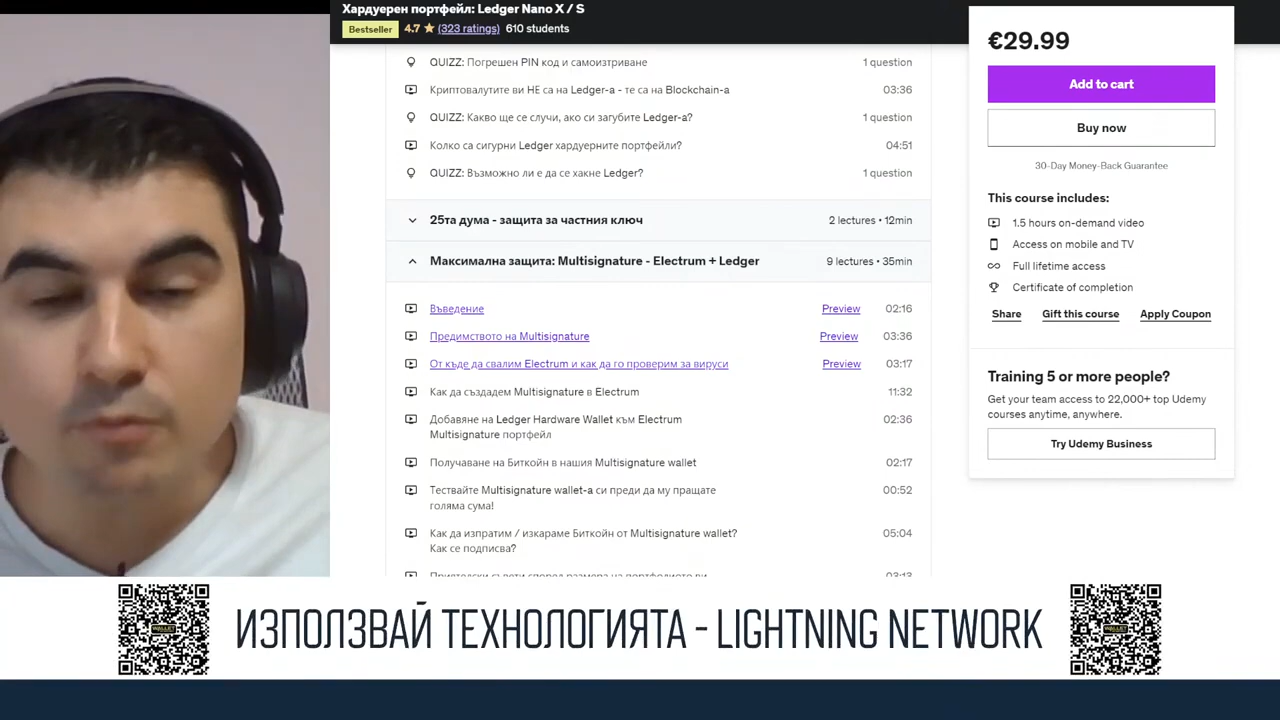 Хардуерен портфейл: Ledger Nano X / S
Bestseller 4.7 (323 ratings) 610 students
QUIZZ: Погрешен PIN код и самоизтриване 1 question
Криптовалутите ви НЕ са на Ledger-a - те са на Blockchain-a 03:36
QUIZZ: Какво ще се случи, ако си загубите Ledger-a? 1 question
Колко са сигурни Ledger хардуерните портфейли? 04:51
QUIZZ: Възможно ли е да се хакне Ledger? 1 question
25та дума - защита за частния ключ 2 lectures • 12min
Максимална защита: Multisignature - Electrum + Ledger 9 lectures • 35min
Въведение Preview 02:16
Предимството на Multisignature Preview 03:36
От къде да свалим Electrum и как да го проверим за вируси Preview 03:17
Как да създадем Multisignature в Electrum 11:32
Добавяне на Ledger Hardware Wallet към Electrum 02:36
Multisignature портфейл
Получаване на Биткойн в нашия Multisignature wallet 02:17
Тествайте Multisignature wallet-a си преди да му пращате 00:52
голяма сума!
Как да изпратим / изкараме Биткойн от Multisignature wallet? 05:04
Как се подписва?
€29.99
Add to cart
Buy now
30-Day Money-Back Guarantee
This course includes:
1.5 hours on-demand video
Access on mobile and TV
Full lifetime access
Certificate of completion
Share Gift this course Apply Coupon
Training 5 or more people?
Get your team access to 22,000+ top Udemy
courses anytime, anywhere.
Try Udemy Business
ИЗПОЛЗВАЙ ТЕХНОЛОГИЯТА - LIGHTNING NETWORK